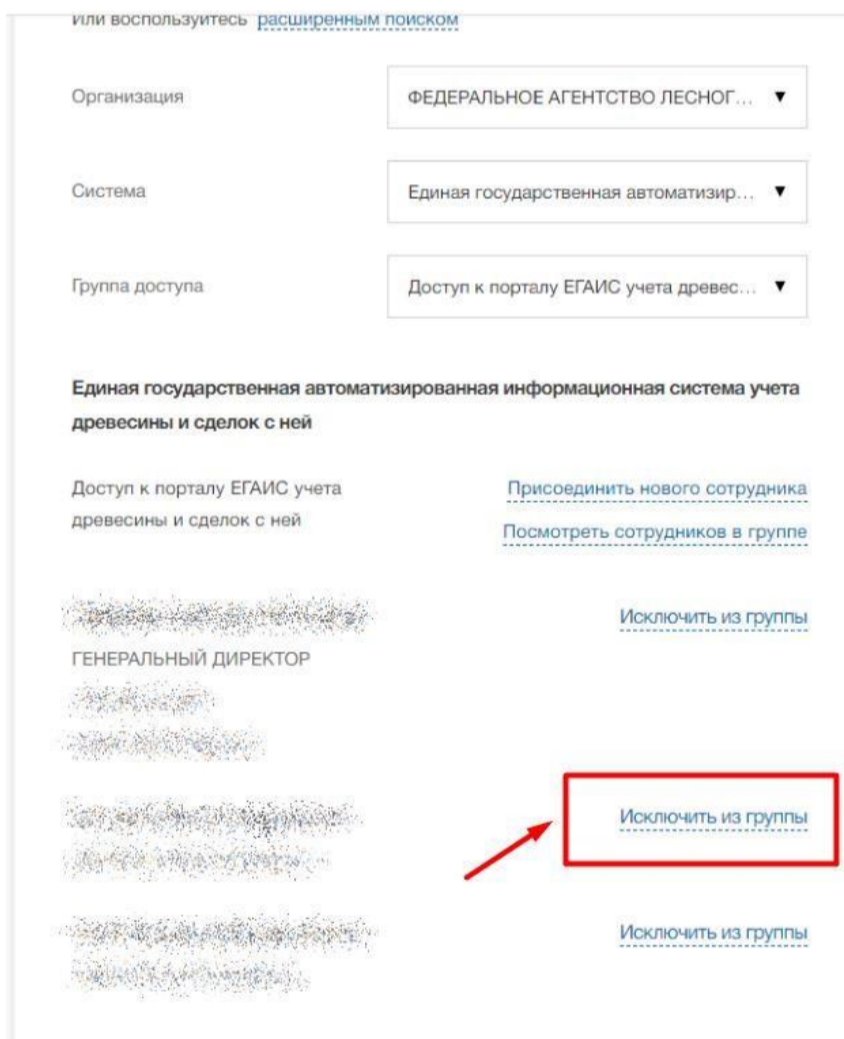 Или воспользуйтесь расширенным поиском
Организация ФЕДЕРАЛЬНОЕ АГЕНТСТВО ЛЕСНОГ...
Система Единая государственная автоматизир...
Группа доступа Доступ к порталу ЕГАИС учета древес...
Единая государственная автоматизированная информационная система учета
древесины и сделок с ней
Доступ к порталу ЕГАИС учета Присоединить нового сотрудника
древесины и сделок с ней Посмотреть сотрудников в группе
Исключить из группы
ГЕНЕРАЛЬНЫЙ ДИРЕКТОР
Исключить из группы
Исключить из группы